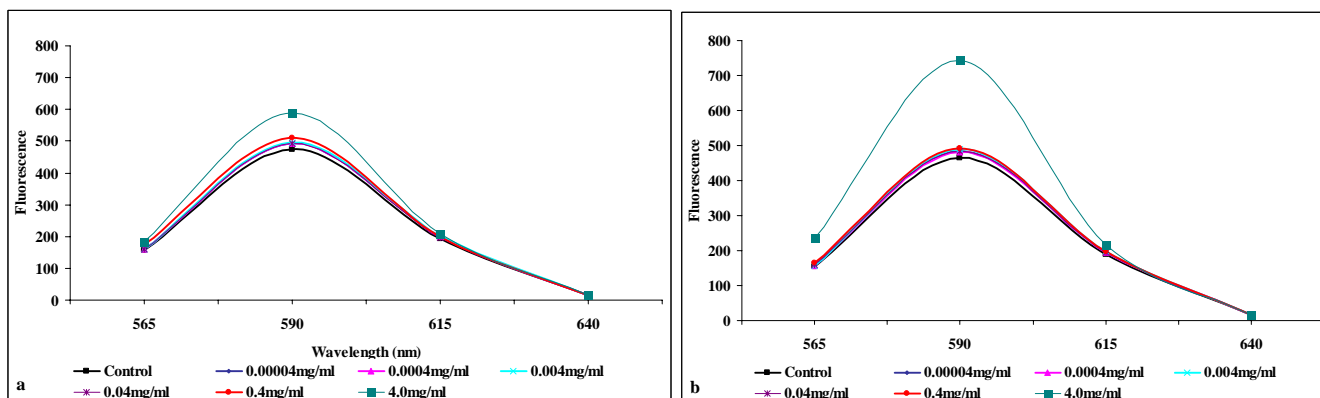 800
700
600
500
400
300
200
100
0
Fluorescence
565 590 615 640
Wavelength (nm)
Control 0.00004mg/ml 0.0004mg/ml 0.004mg/ml
0.04mg/ml 0.4mg/ml 4.0mg/ml
a
800
700
600
500
400
300
200
100
0
Fluorescence
565 590 615 640
Control 0.00004mg/ml 0.0004mg/ml 0.004mg/ml
0.04mg/ml 0.4mg/ml 4.0mg/ml
b